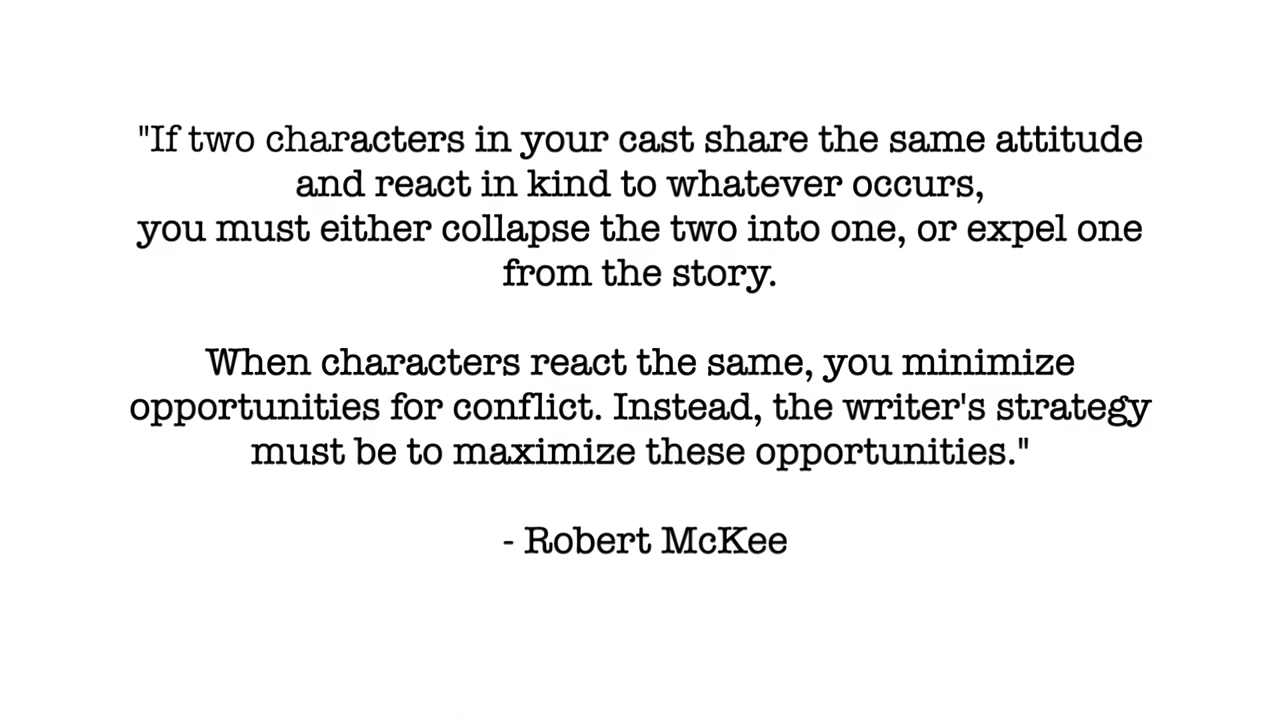 "If two characters in your cast share the same attitude
and react in kind to whatever occurs,
you must either collapse the two into one, or expel one
from the story.
When characters react the same, you minimize
opportunities for conflict. Instead, the writer's strategy
must be to maximize these opportunities."
- Robert McKee